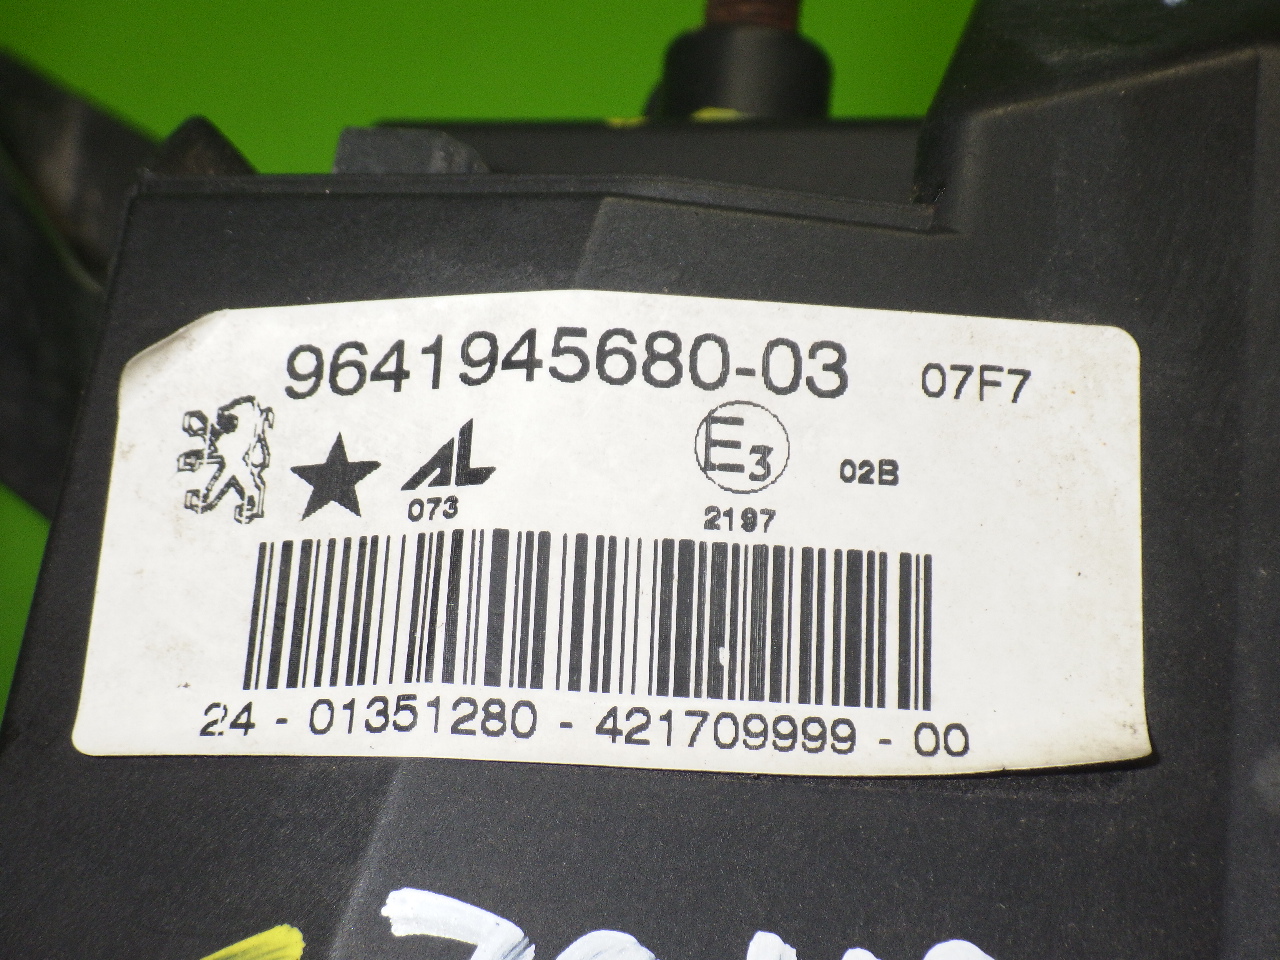 9641945680-03 07F7
AL E3 02B
073 2197
24 - 01351280 - 421709999 - 00